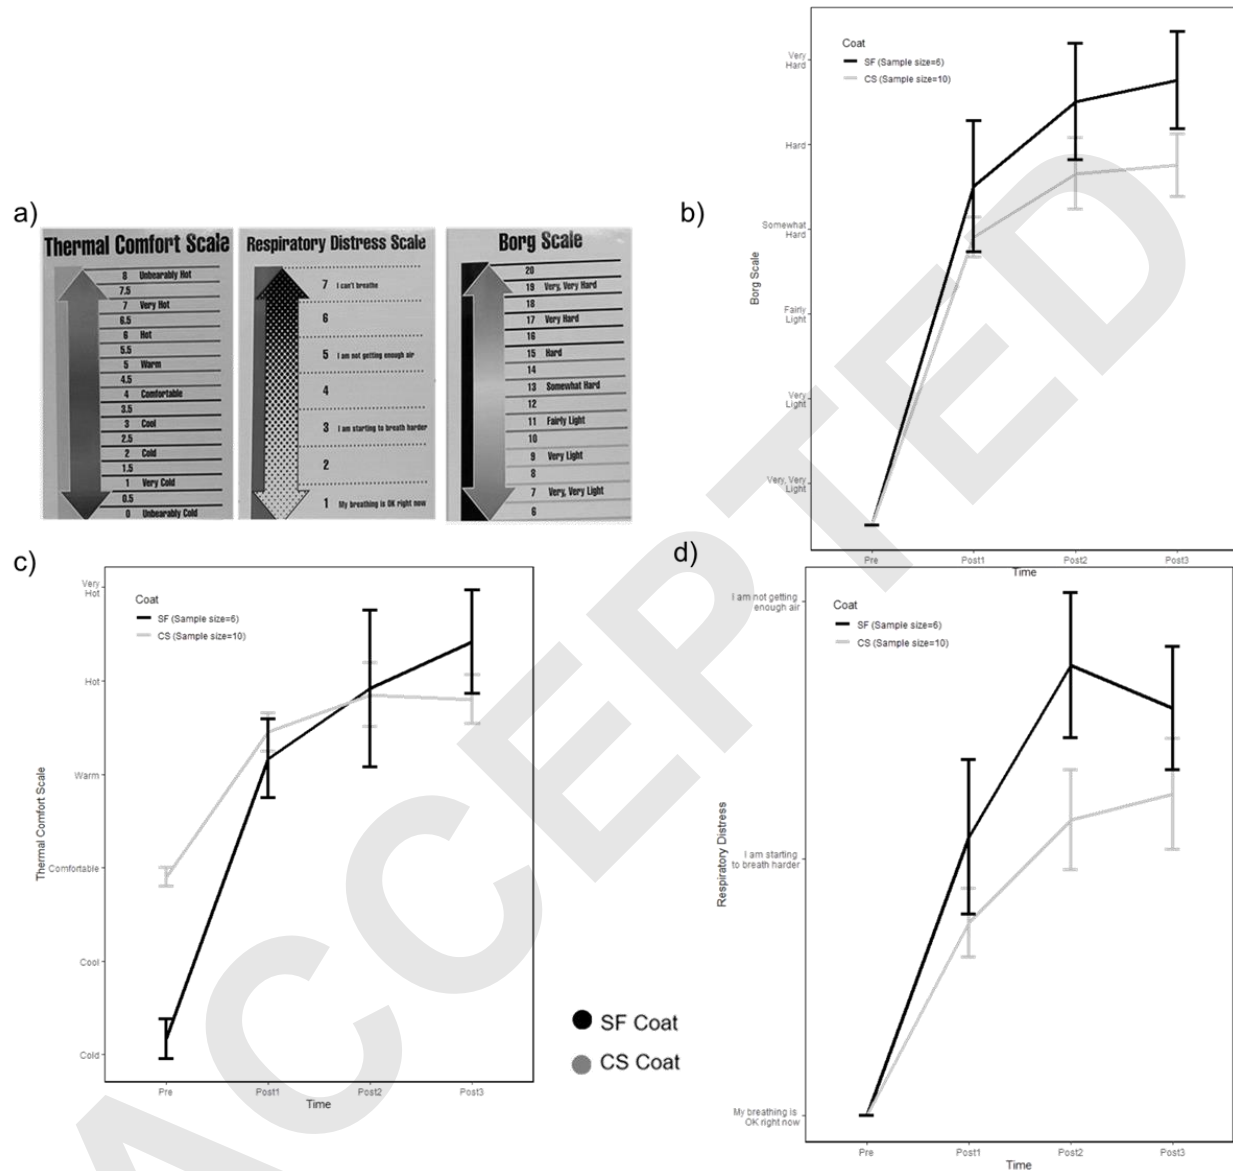 a)
Thermal Comfort Scale
8 Unbearably Hot
7.5
7 Very Hot
6.5
6 Hot
5.5
5 Warm
4.5
4 Comfortable
3.5
3 Cool
2.5
2 Cold
1.5
1 Very Cold
0.5
0 Unbearably Cold
Respiratory Distress Scale
7 I can't breathe
6
5 I am not getting enough air
4
3 I am starting to breath harder
2
1 My breathing is OK right now
Borg Scale
20
19 Very, Very Hard
18
17 Very Hard
16
15 Hard
14
13 Somewhat Hard
12
11 Fairly Light
10
9 Very Light
8
7 Very, Very Light
6
b)
Coat
SF (Sample size=6)
CS (Sample size=10)
Borg Scale
Very
Hard
Hard
Somewhat
Hard
Fairly
Light
Very
Light
Very, Very
Light
Pre Post1 Post2 Post3
Time
c)
Coat
SF (Sample size=6)
CS (Sample size=10)
Thermal Comfort Scale
Very
Hot
Hot
Warm
Comfortable
Cool
Cold
Pre Post1 Post2 Post3
Time
SF Coat
CS Coat
d)
Coat
SF (Sample size=6)
CS (Sample size=10)
Respiratory Distress
I am not getting
enough air
I am starting
to breath harder
My breathing is
OK right now
Pre Post1 Post2 Post3
Time
ACCEPTED